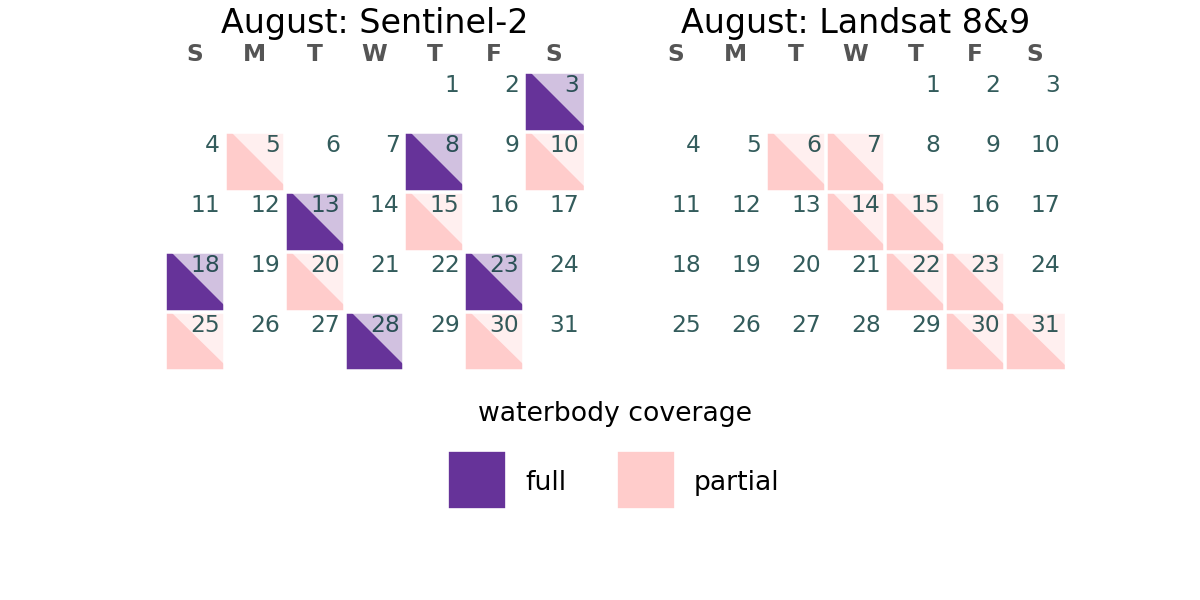 August: Sentinel-2
S M T W T F S
1 2 3
4 5 6 7 8 9 10
11 12 13 14 15 16 17
18 19 20 21 22 23 24
25 26 27 28 29 30 31
August: Landsat 8&9
S M T W T F S
1 2 3
4 5 6 7 8 9 10
11 12 13 14 15 16 17
18 19 20 21 22 23 24
25 26 27 28 29 30 31
waterbody coverage
full
partial